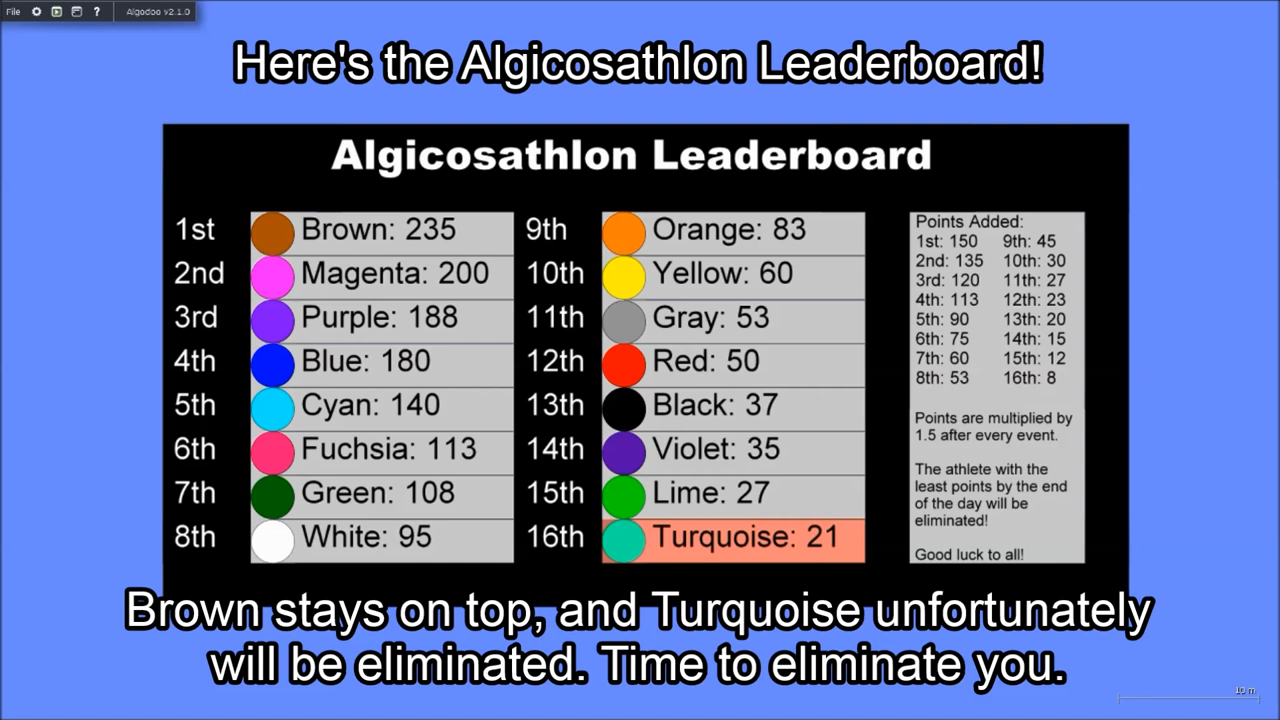 File ? Algodoo v2.1.0
Here's the Algicosathlon Leaderboard!
Algicosathlon Leaderboard
1st Brown: 235
2nd Magenta: 200
3rd Purple: 188
4th Blue: 180
5th Cyan: 140
6th Fuchsia: 113
7th Green: 108
8th White: 95
9th Orange: 83
10th Yellow: 60
11th Gray: 53
12th Red: 50
13th Black: 37
14th Violet: 35
15th Lime: 27
16th Turquoise: 21
Points Added:
1st: 150 9th: 45
2nd: 135 10th: 30
3rd: 120 11th: 27
4th: 113 12th: 23
5th: 90 13th: 20
6th: 75 14th: 15
7th: 60 15th: 12
8th: 53 16th: 8
Points are multiplied by
1.5 after every event.
The athlete with the
least points by the end
of the day will be
eliminated!
Good luck to all!
Brown stays on top, and Turquoise unfortunately
will be eliminated. Time to eliminate you.
10 m